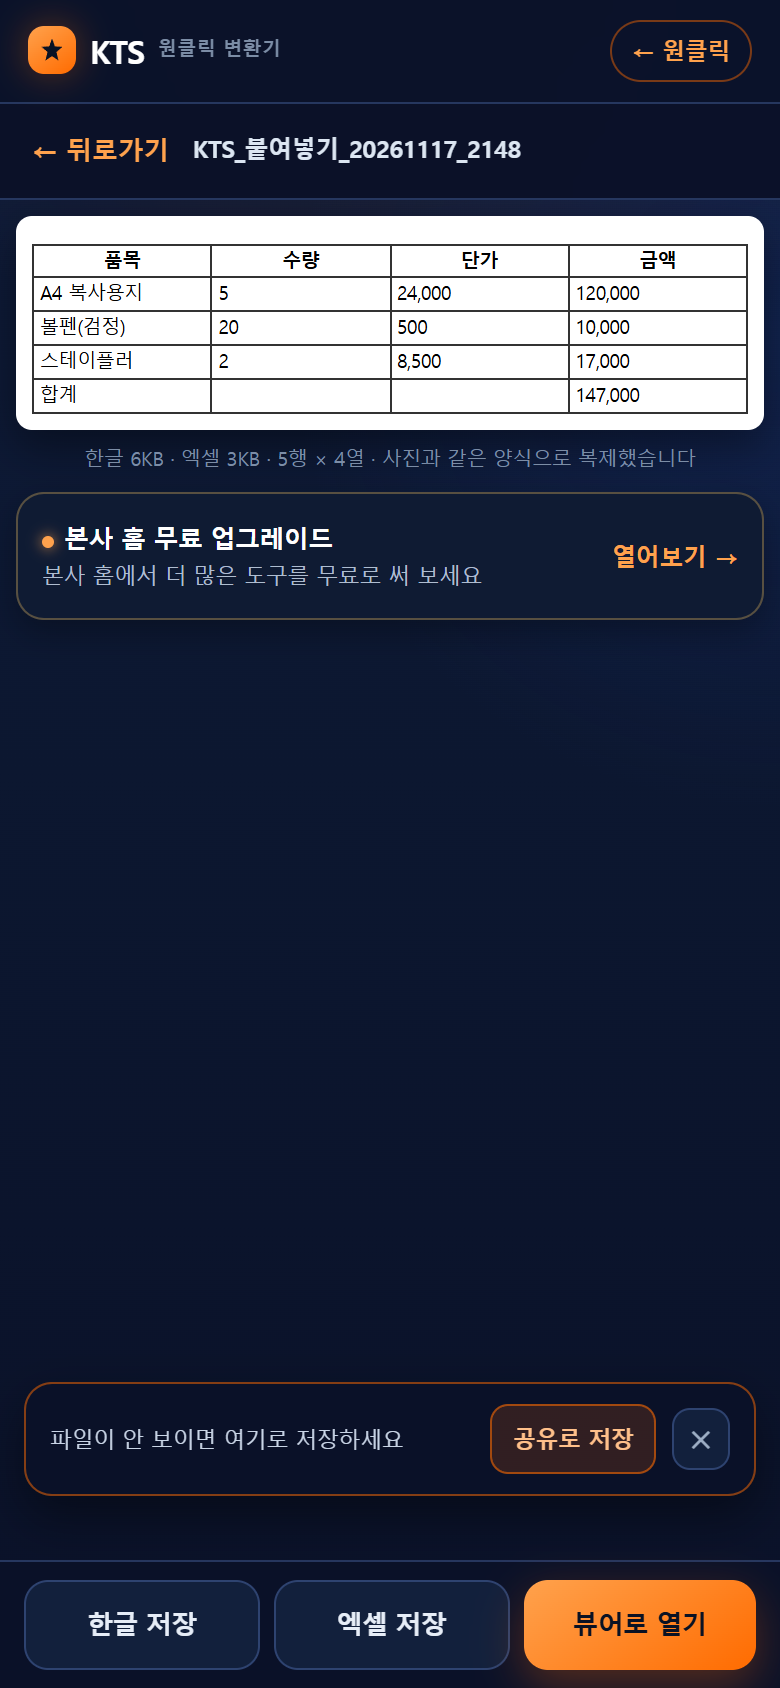 KTS 원클릭 변환기
← 원클릭
← 뒤로가기 KTS_붙여넣기_20261117_2148
품목 수량 단가 금액
A4 복사용지 5 24,000 120,000
볼펜(검정) 20 500 10,000
스테이플러 2 8,500 17,000
합계 147,000
한글 6KB · 엑셀 3KB · 5행 × 4열 · 사진과 같은 양식으로 복제했습니다
본사 홈 무료 업그레이드
본사 홈에서 더 많은 도구를 무료로 써 보세요
열어보기 →
파일이 안 보이면 여기로 저장하세요
공유로 저장
한글 저장 엑셀 저장 뷰어로 열기